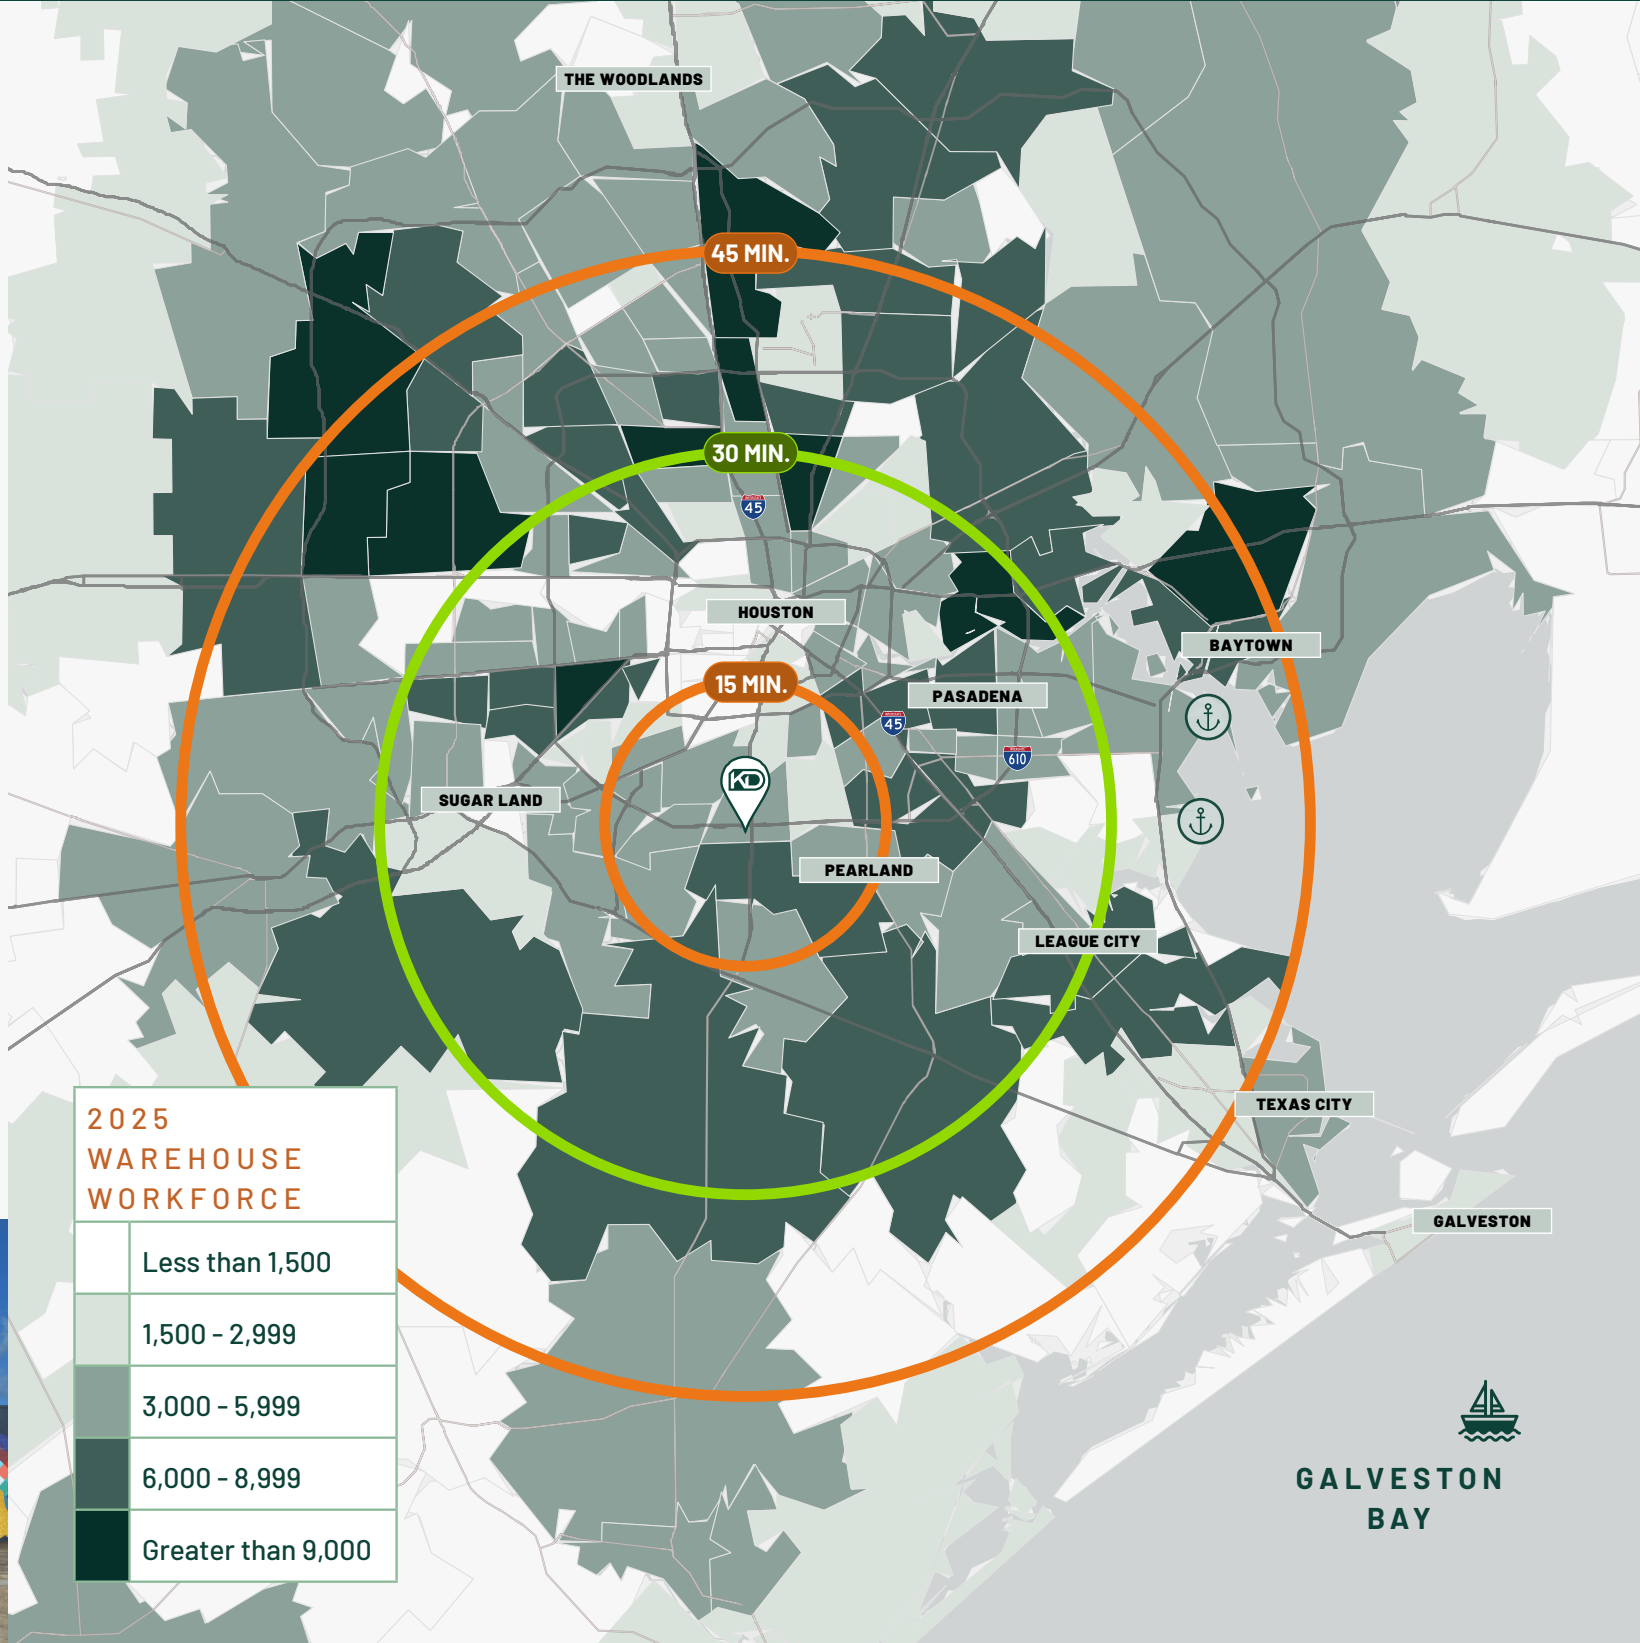 THE WOODLANDS
45 MIN.
30 MIN.
45
HOUSTON
BAYTOWN
15 MIN.
PASADENA
45
610
KD
SUGAR LAND
PEARLAND
LEAGUE CITY
TEXAS CITY
GALVESTON
2025
WAREHOUSE
WORKFORCE
Less than 1,500
1,500 - 2,999
3,000 - 5,999
6,000 - 8,999
Greater than 9,000
GALVESTON
BAY